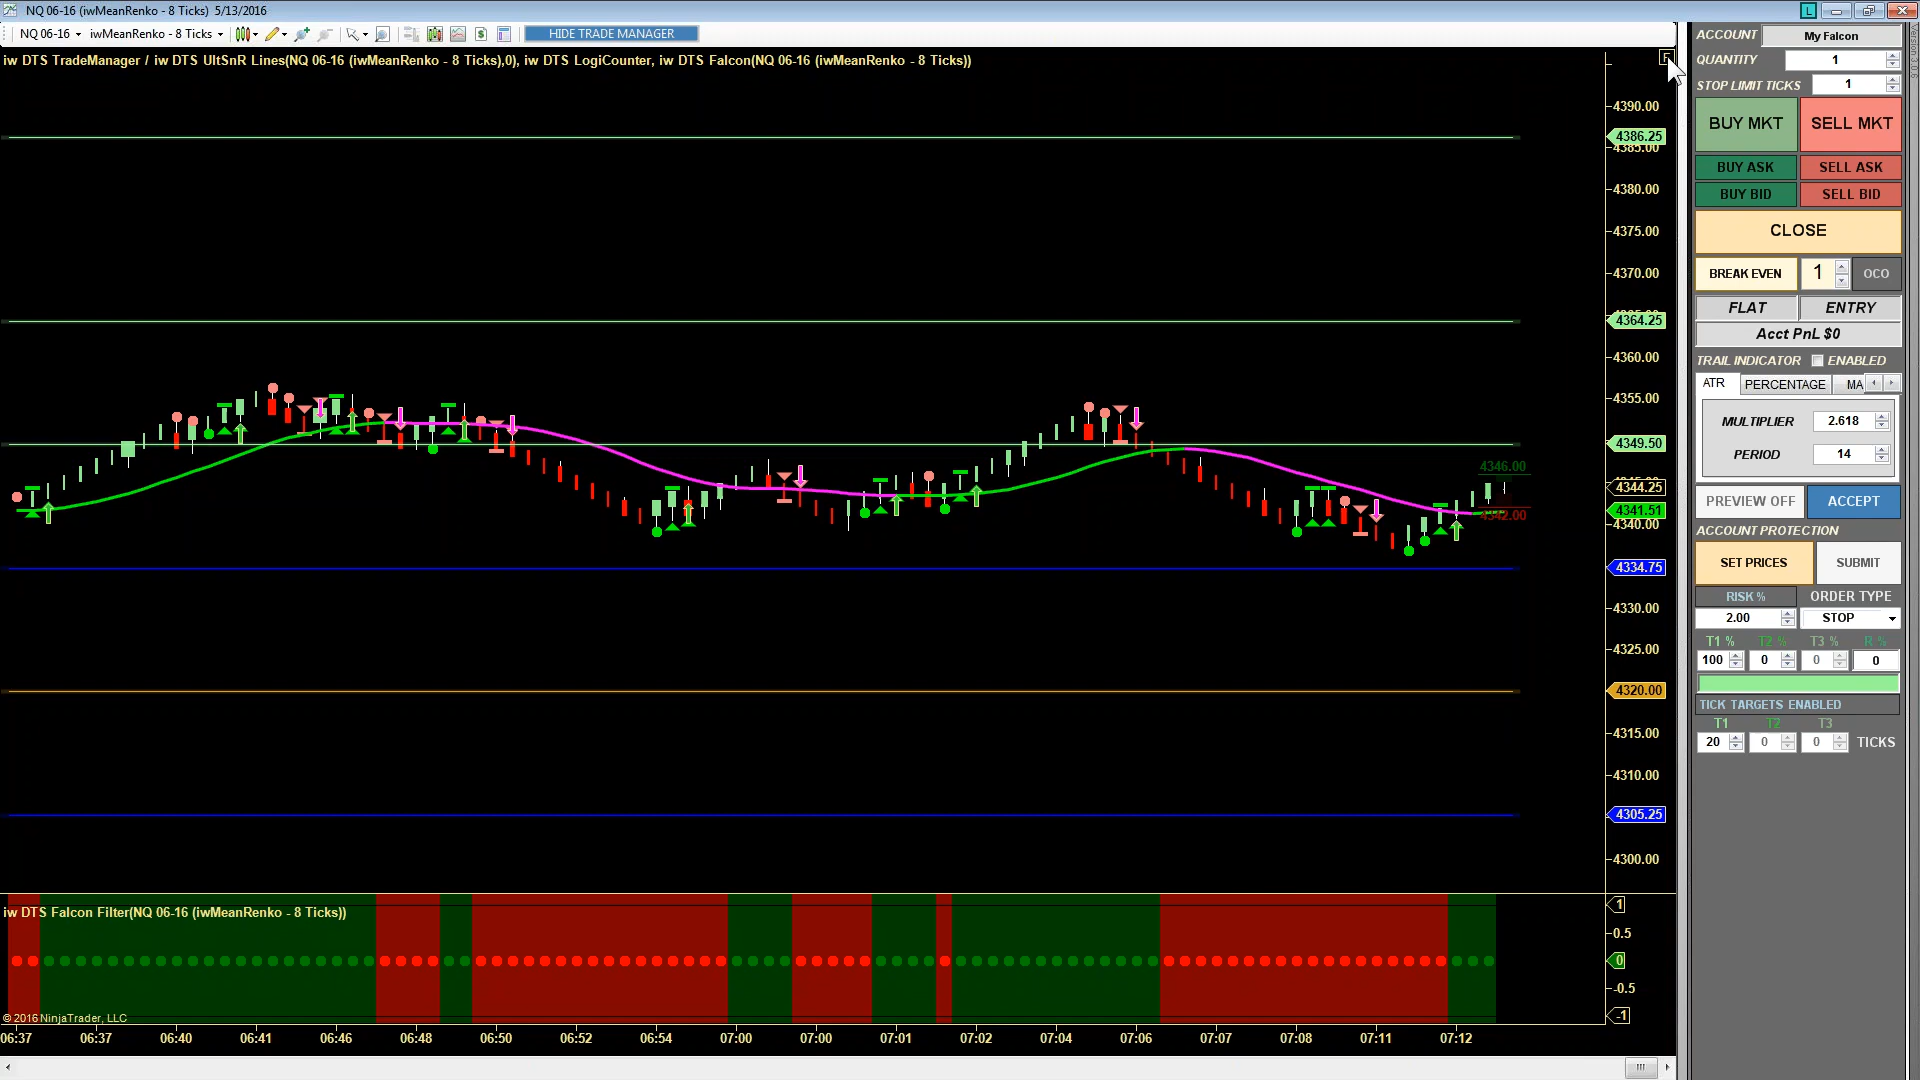 NQ 06-16 (iwMeanRenko - 8 Ticks) 5/13/2016
L
NQ 06-16 iwMeanRenko - 8 Ticks HIDE TRADE MANAGER
iw DTS TradeManager / iw DTS UltSnR Lines(NQ 06-16 (iwMeanRenko - 8 Ticks),0), iw DTS LogiCounter, iw DTS Falcon(NQ 06-16 (iwMeanRenko - 8 Ticks))
F
4390.00
4386.25
4385.00
4380.00
4375.00
4370.00
4364.25
4360.00
4355.00
4349.50
4346.00
4344.25
4341.51
4342.00
4340.00
4334.75
4330.00
4325.00
4320.00
4315.00
4310.00
4305.25
4300.00
iw DTS Falcon Filter(NQ 06-16 (iwMeanRenko - 8 Ticks))
1
0.5
0
-0.5
-1
© 2016 NinjaTrader, LLC
06:37 06:37 06:40 06:41 06:46 06:48 06:50 06:52 06:54 07:00 07:00 07:01 07:02 07:04 07:06 07:07 07:08 07:11 07:12
ACCOUNT My Falcon
QUANTITY 1
STOP LIMIT TICKS 1
BUY MKT SELL MKT
BUY ASK SELL ASK
BUY BID SELL BID
CLOSE
BREAK EVEN 1 OCO
FLAT ENTRY
Acct PnL $0
TRAIL INDICATOR ENABLED
ATR PERCENTAGE MA
MULTIPLIER 2.618
PERIOD 14
PREVIEW OFF ACCEPT
ACCOUNT PROTECTION
SET PRICES SUBMIT
RISK % ORDER TYPE
2.00 STOP
T1 % T2 % T3 % R %
100 0 0 0
TICK TARGETS ENABLED
T1 T2 T3
20 0 0 TICKS